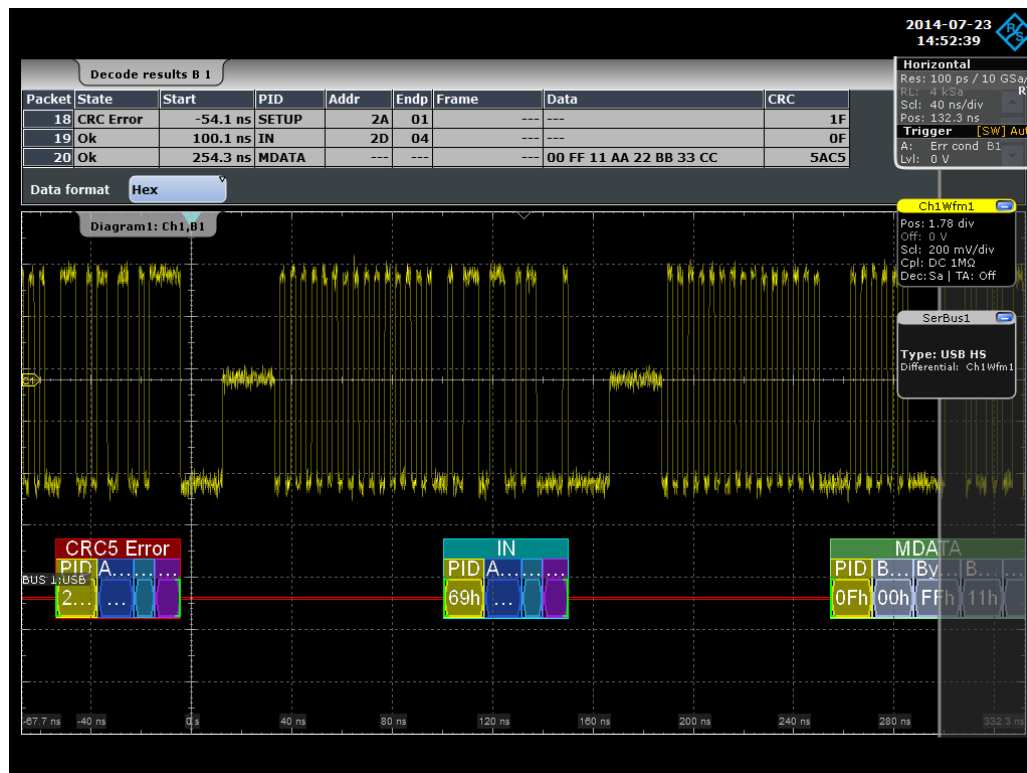 2014-07-23
14:52:39
Decode results B 1
Packet State Start PID Addr Endp Frame Data CRC
18 CRC Error -54.1 ns SETUP 2A 01 --- --- 1F
19 Ok 100.1 ns IN 2D 04 --- --- 0F
20 Ok 254.3 ns MDATA --- --- --- 00 FF 11 AA 22 BB 33 CC 5AC5
Data format Hex
Horizontal
Res: 100 ps / 10 GSa/
RL: 4 kSa R
Scl: 40 ns/div
Pos: 132.3 ns
Trigger [SW] Au
A: Err cond B1
Lvl: 0 V
Diagram1: Ch1,B1
Ch1Wfm1
Pos: 1.78 div
Off: 0 V
Scl: 200 mV/div
Cpl: DC 1MΩ
Dec: Sa | TA: Off
SerBus1
Type: USB HS
Differential: Ch1Wfm1
C1
CRC5 Error IN MDATA
PID A... ... ... PID A... ... ... PID B... By... B... ...
BUS 1:USB
2... ... 69h ... 0Fh 00h FFh 11h
-67.7 ns -40 ns 0 s 40 ns 80 ns 120 ns 160 ns 200 ns 240 ns 280 ns 332.3 ns